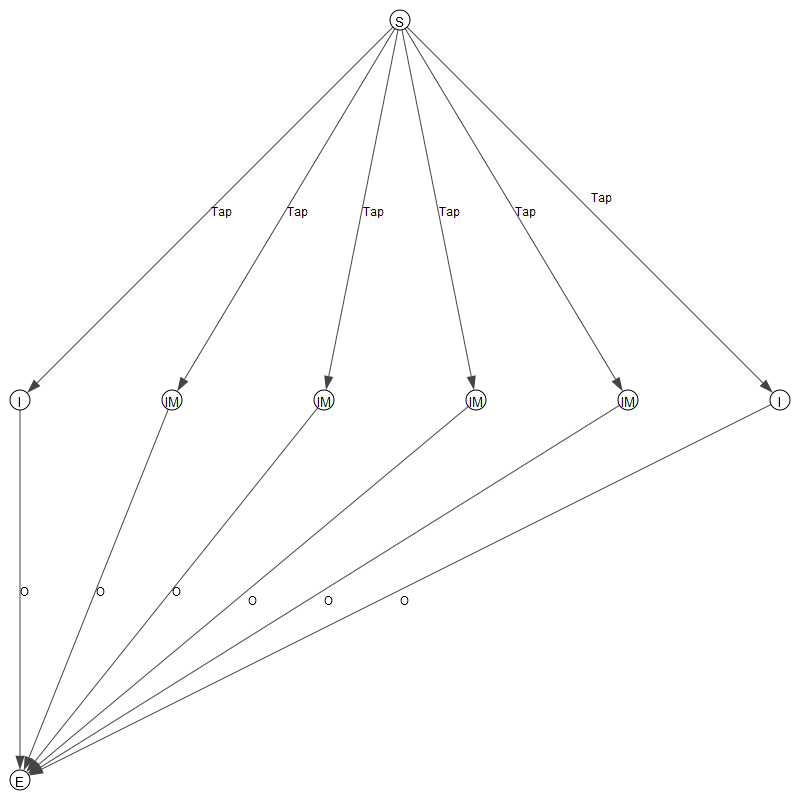 S
Tap
Tap Tap Tap Tap Tap
I IM IM IM IM I
O O O
O O O
E